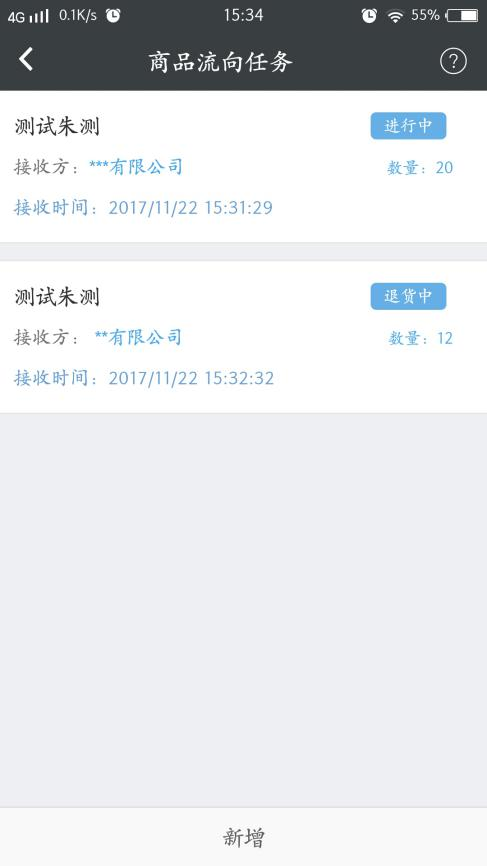 4G 0.1K/s 15:34 55%
商品流向任务 ?
测试朱测 进行中
接收方：***有限公司 数量：20
接收时间：2017/11/22 15:31:29
测试朱测 退货中
接收方： **有限公司 数量：12
接收时间：2017/11/22 15:32:32
新增